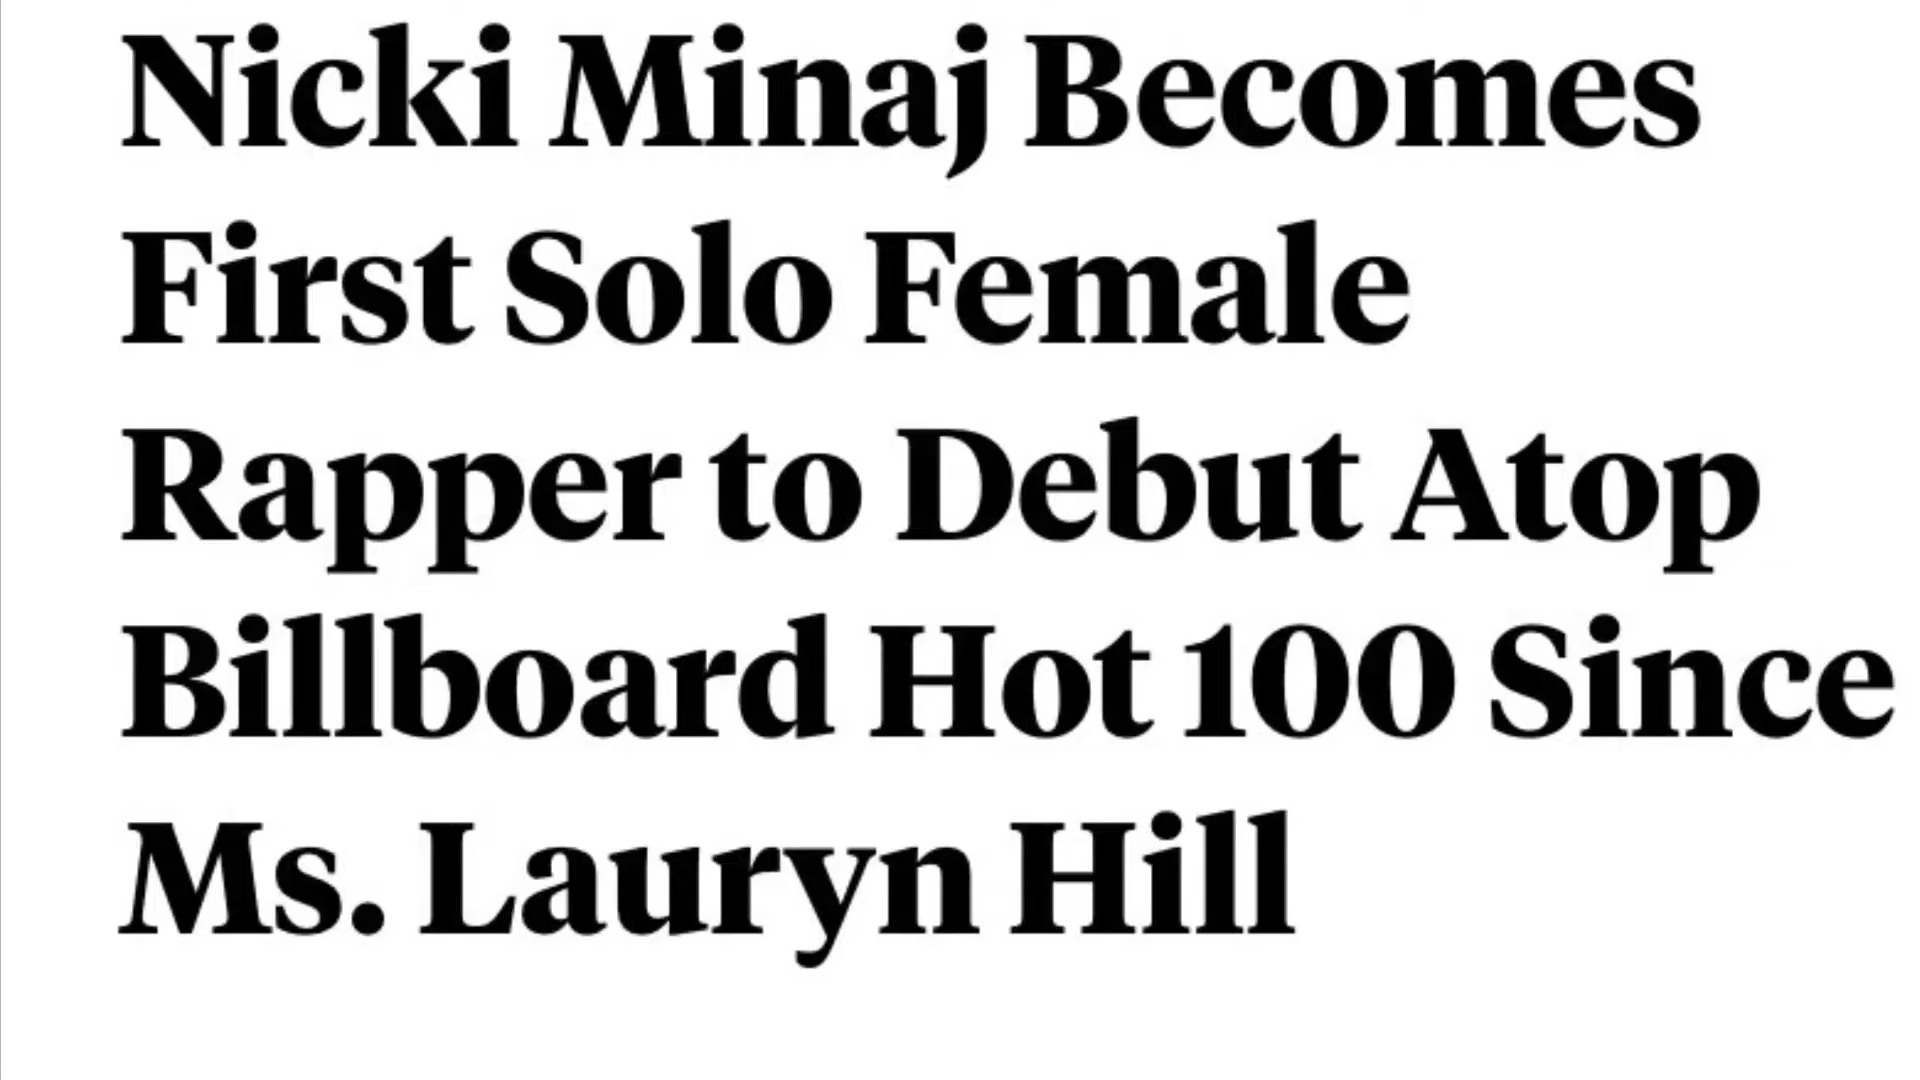 Nicki Minaj Becomes
First Solo Female
Rapper to Debut Atop
Billboard Hot 100 Since
Ms. Lauryn Hill